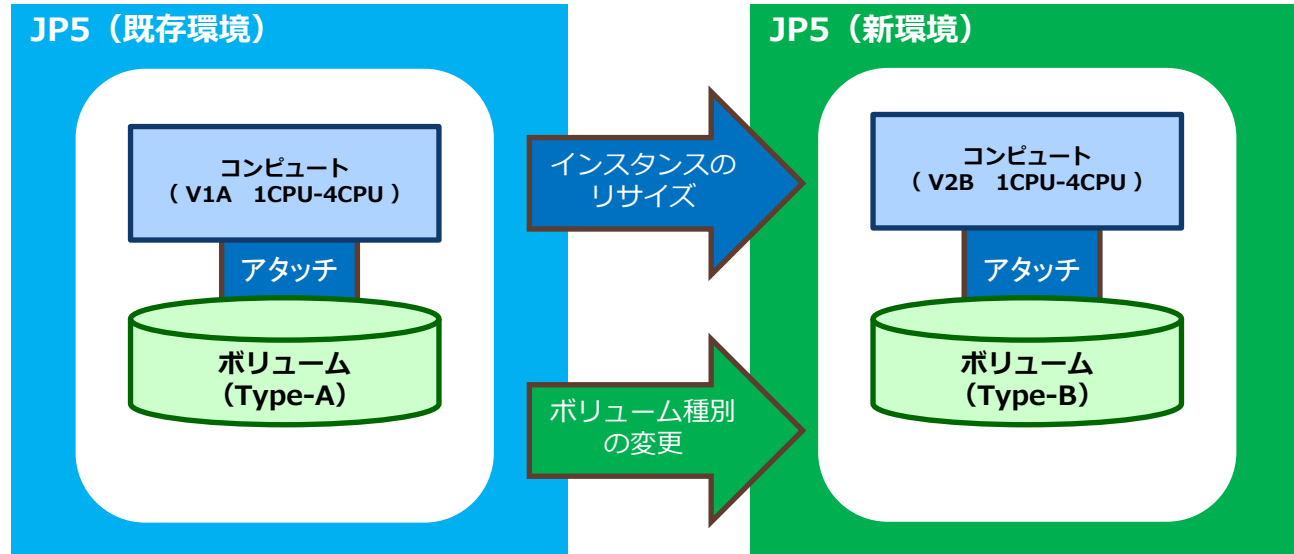 JP5（既存環境）
コンピュート
（ V1A　1CPU-4CPU ）
アタッチ
ボリューム
（Type-A）
インスタンスの
リサイズ
ボリューム種別
の変更
JP5（新環境）
コンピュート
（ V2B　1CPU-4CPU ）
アタッチ
ボリューム
（Type-B）